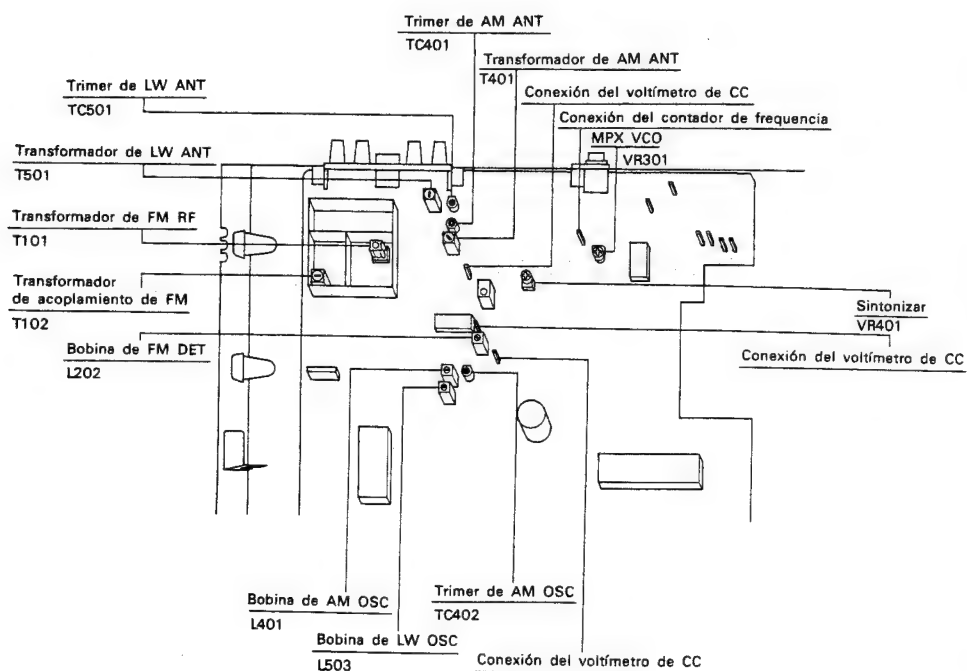 Trimer de AM ANT
TC401
Transformador de AM ANT
T401
Trimer de LW ANT
TC501
Conexión del voltímetro de CC
Conexión del contador de frequencia
MPX VCO
VR301
Transformador de LW ANT
T501
Transformador de FM RF
T101
Transformador
de acoplamiento de FM
T102
Sintonizar
VR401
Bobina de FM DET
L202
Conexión del voltímetro de CC
Bobina de AM OSC
L401
Trimer de AM OSC
TC402
Bobina de LW OSC
L503
Conexión del voltímetro de CC